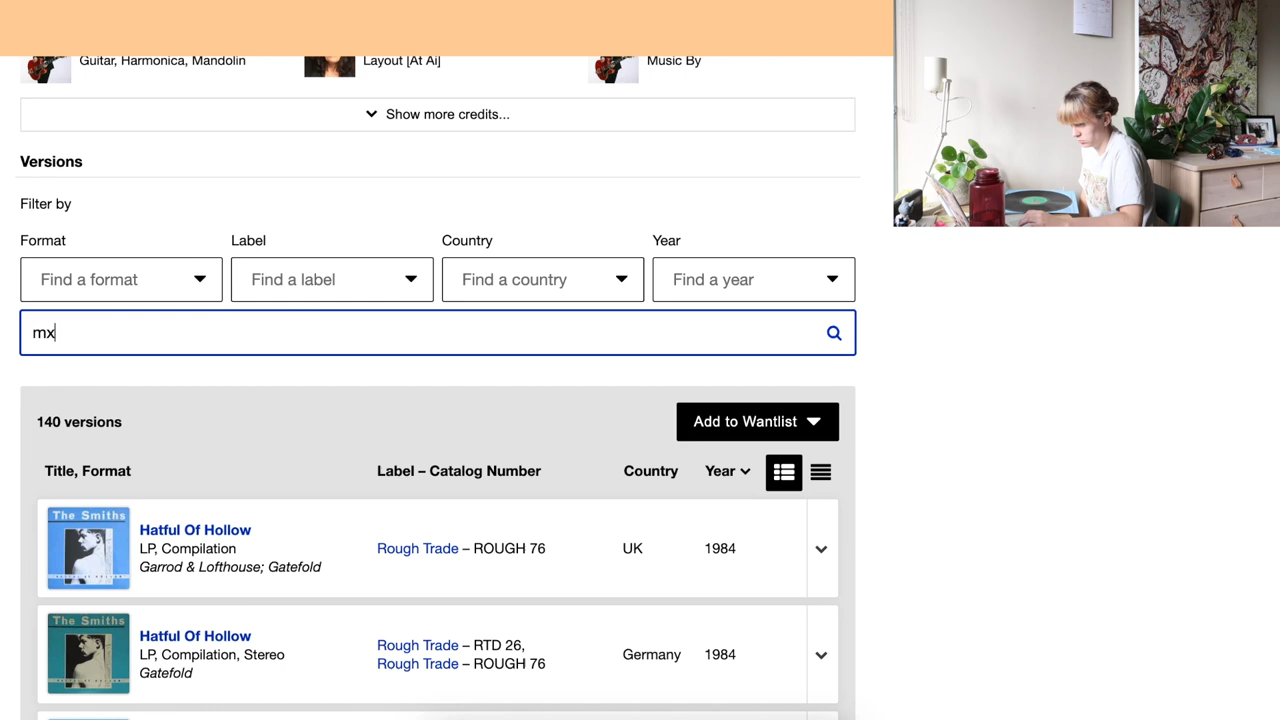 Guitar, Harmonica, Mandolin
Layout [At Ai]
Music By
Show more credits...
Versions
Filter by
Format
Label
Country
Year
Find a format
Find a label
Find a country
Find a year
mx
140 versions
Add to Wantlist
Title, Format
Label – Catalog Number
Country
Year
The Smiths
Hatful Of Hollow
LP, Compilation
Garrod & Lofthouse; Gatefold
Rough Trade – ROUGH 76
UK
1984
The Smiths
Hatful Of Hollow
LP, Compilation, Stereo
Gatefold
Rough Trade – RTD 26,
Rough Trade – ROUGH 76
Germany
1984